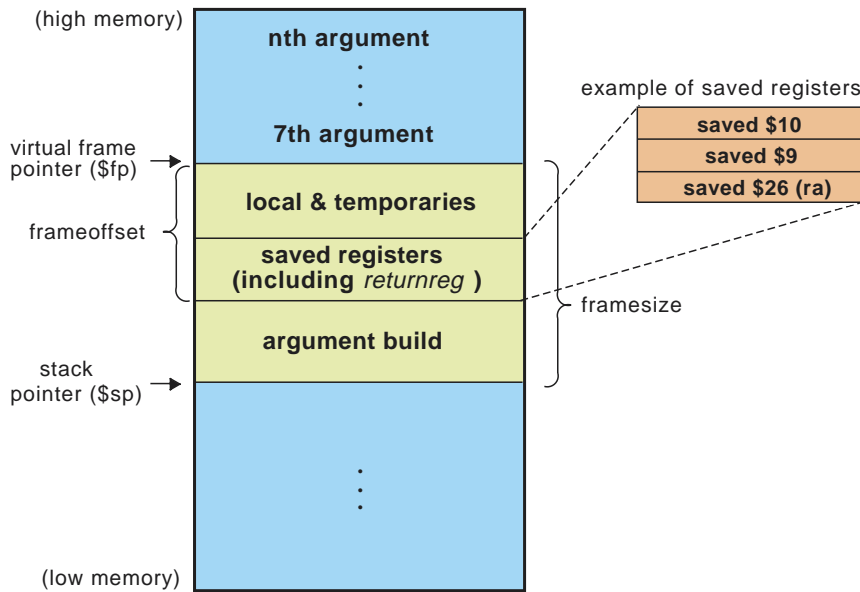 (high memory)
nth argument
7th argument
virtual frame
pointer ($fp)
local & temporaries
frameoffset
saved registers
(including returnreg )
argument build
framesize
stack
pointer ($sp)
(low memory)
example of saved registers
saved $10
saved $9
saved $26 (ra)